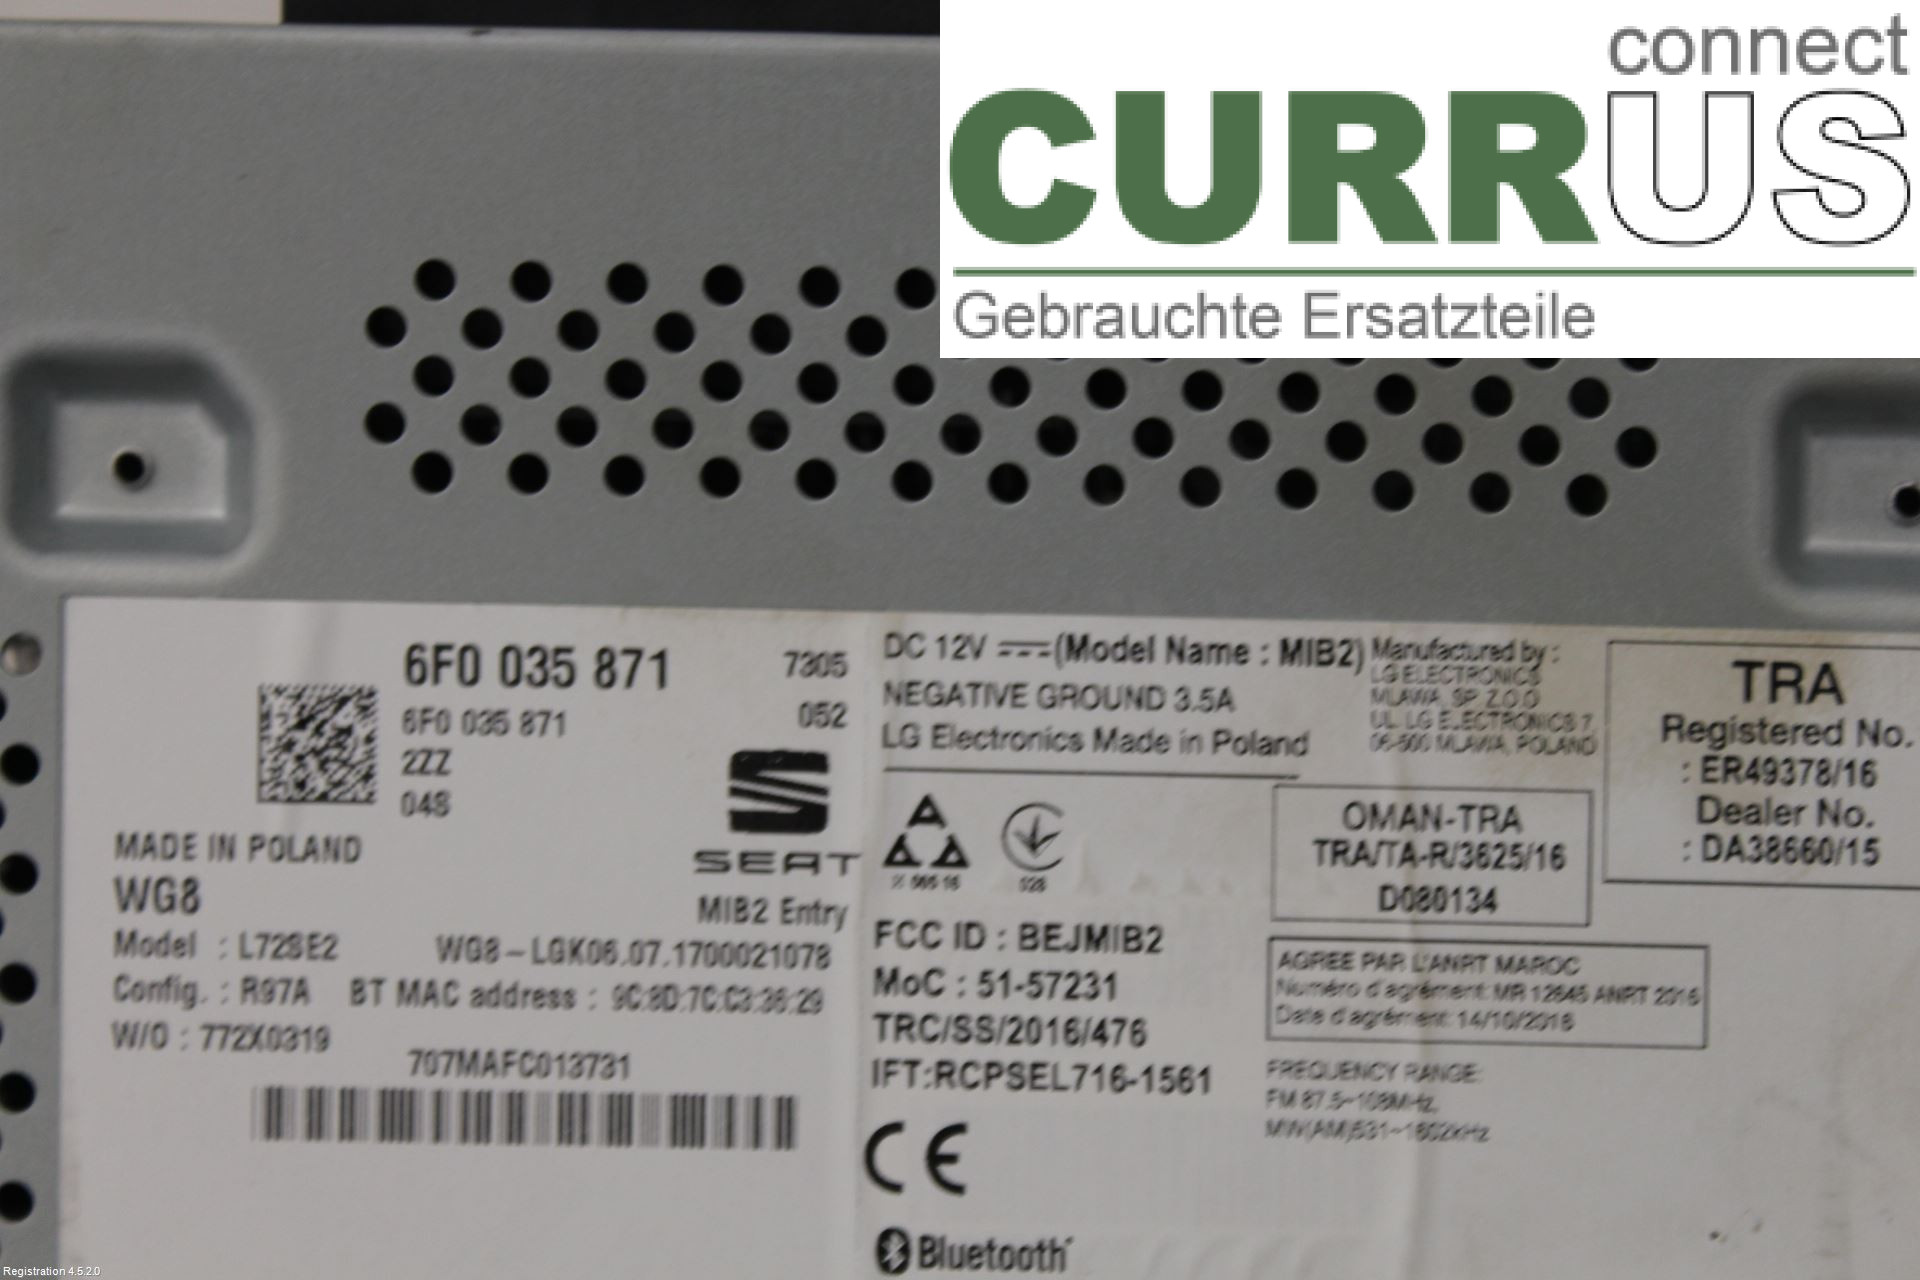 connect
CURRUS
Gebrauchte Ersatzteile
6F0 035 871
7305
6F0 035 871
052
2ZZ
04S
SEAT
MADE IN POLAND
WG8
MIB2 Entry
Model : L72SE2
WG8-LGK06.07.1700021078
Config. : R97A
BT MAC address : 9C:8D:7C:C3:36:29
W/O : 772X0319
707MAFC013731
DC 12V (Model Name : MIB2)
NEGATIVE GROUND 3.5A
LG Electronics Made in Poland
Manufactured by :
LG ELECTRONICS
MLAWA, SP. Z.O.O
UL. LG ELECTRONICS 7,
06-500 MLAWA, POLAND
TRA
Registered No.
: ER49378/16
Dealer No.
: DA38660/15
OMAN-TRA
TRA/TA-R/3625/16
D080134
028
FCC ID : BEJMIB2
MoC : 51-57231
TRC/SS/2016/476
IFT:RCPSEL716-1561
AGREE PAR L'ANRT MAROC
Numéro d'agrément: MR 12645 ANRT 2016
Date d'agrément: 14/10/2016
FREQUENCY RANGE:
FM 87.5~108MHz,
MW(AM)531~1602kHz
CE
Bluetooth
Registration 4.5.2.0